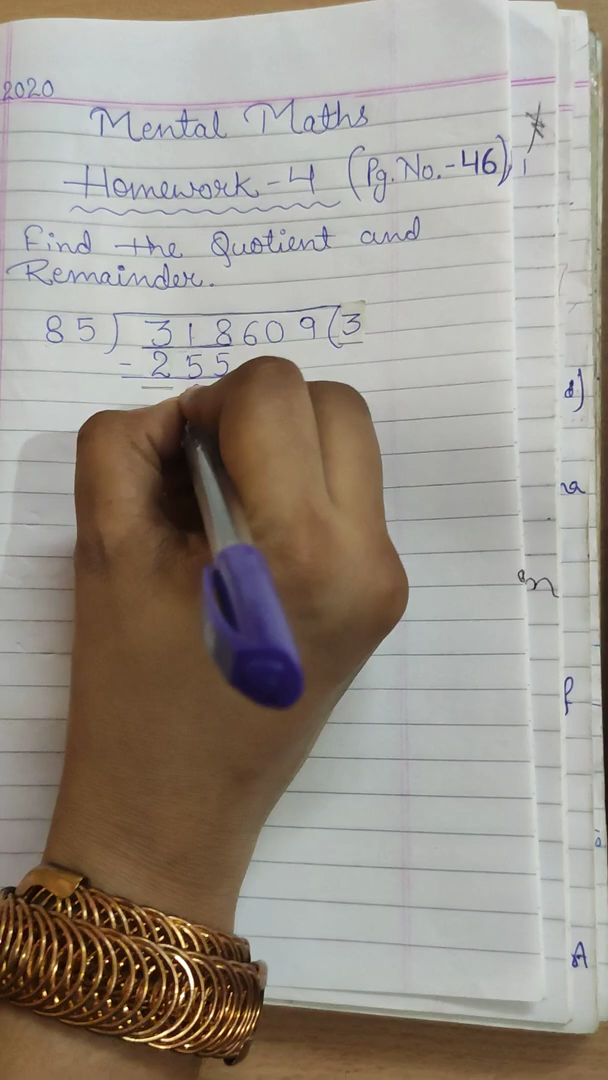 2020
Mental Maths
Homework-4 (Pg. No.-46)
Find the Quotient and
Remainder.
85) 318609(3
- 255
d)
a
m
f
A